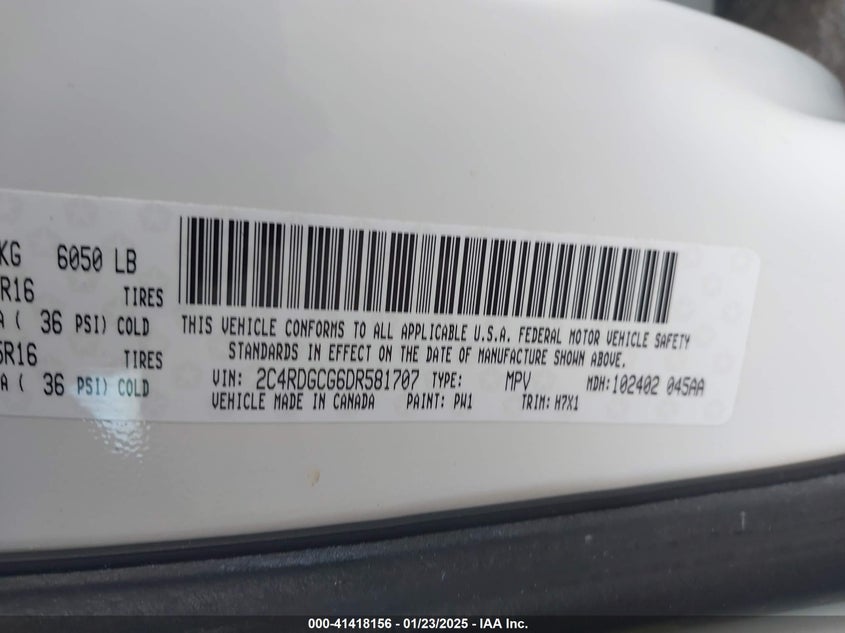 KG 6050 LB
R16 TIRES
A ( 36 PSI) COLD
5R16 TIRES
A ( 36 PSI) COLD
THIS VEHICLE CONFORMS TO ALL APPLICABLE U.S.A. FEDERAL MOTOR VEHICLE SAFETY
STANDARDS IN EFFECT ON THE DATE OF MANUFACTURE SHOWN ABOVE.
VIN: 2C4RDGCG6DR581707 TYPE: MPV MDH:102402 045AA
VEHICLE MADE IN CANADA PAINT: PW1 TRIM: H7X1
000-41418156 — 01/23/2025 — IAA Inc.